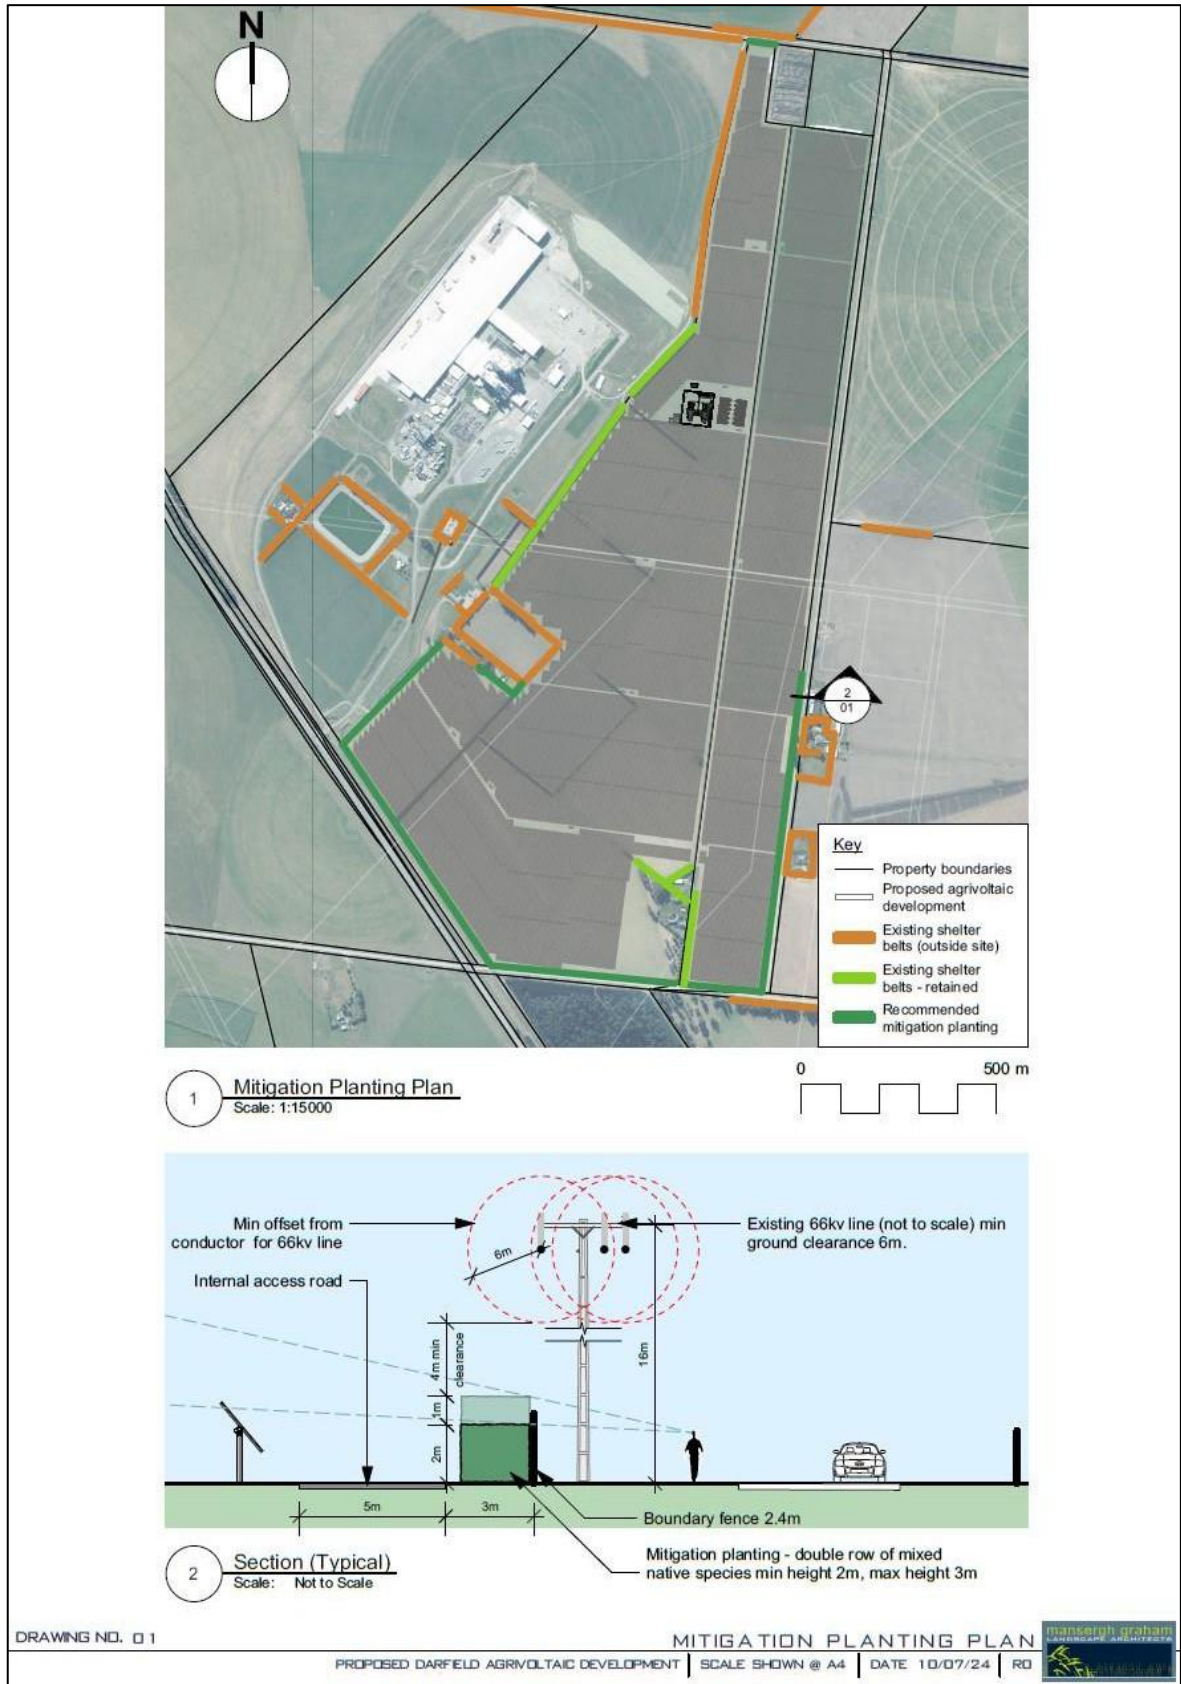 N
2
01
Key
Property boundaries
Proposed agrivoltaic
development
Existing shelter
belts (outside site)
Existing shelter
belts - retained
Recommended
mitigation planting
1
Mitigation Planting Plan
Scale: 1:15000
0
500 m
Min offset from
conductor for 66kv line
Existing 66kv line (not to scale) min
ground clearance 6m.
6m
Internal access road
4m min
clearance
16m
1m
2m
5m
3m
Boundary fence 2.4m
Mitigation planting - double row of mixed
native species min height 2m, max height 3m
2
Section (Typical)
Scale: Not to Scale
DRAWING NO. 01
MITIGATION PLANTING PLAN
PROPOSED DARFIELD AGRIVOLTAIC DEVELOPMENT
SCALE SHOWN @ A4
DATE 10/07/24
R0
mansergh graham
LANDSCAPE ARCHITECTS